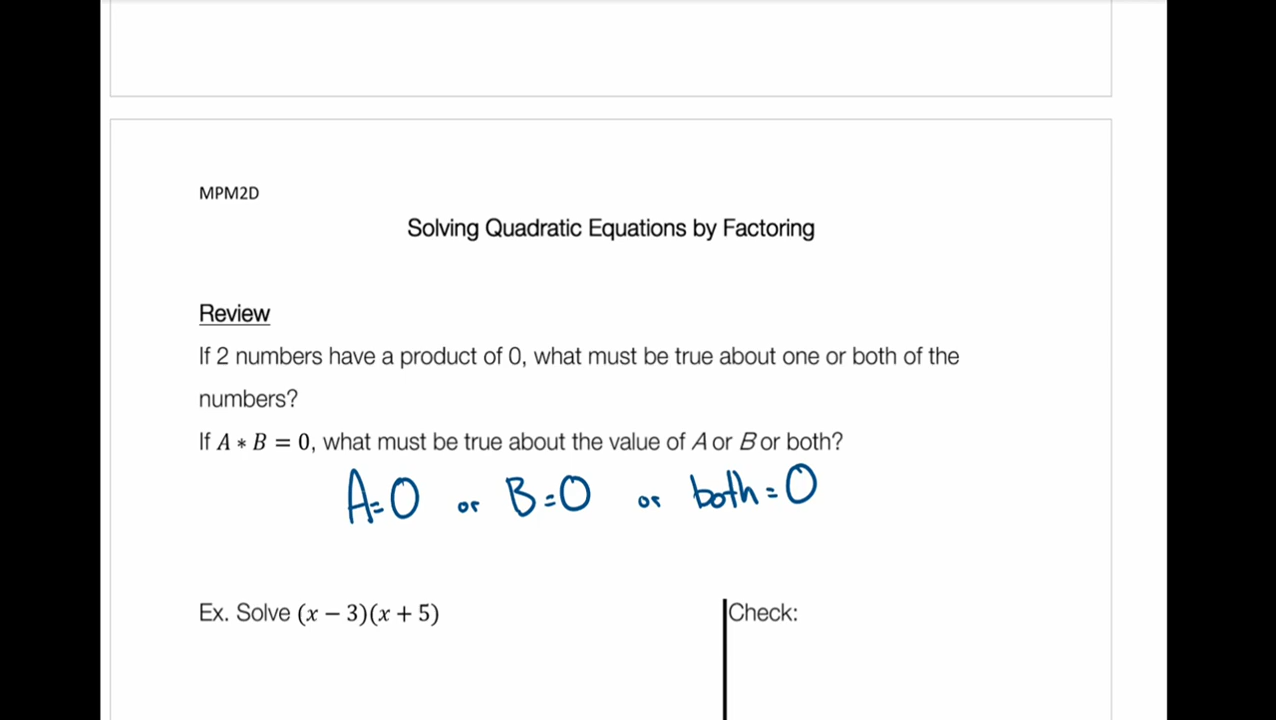 MPM2D
Solving Quadratic Equations by Factoring
Review
If 2 numbers have a product of 0, what must be true about one or both of the
numbers?
If A ∗ B = 0, what must be true about the value of A or B or both?
A=0 or B=0 or both=0
Ex. Solve (x − 3)(x + 5)
Check: